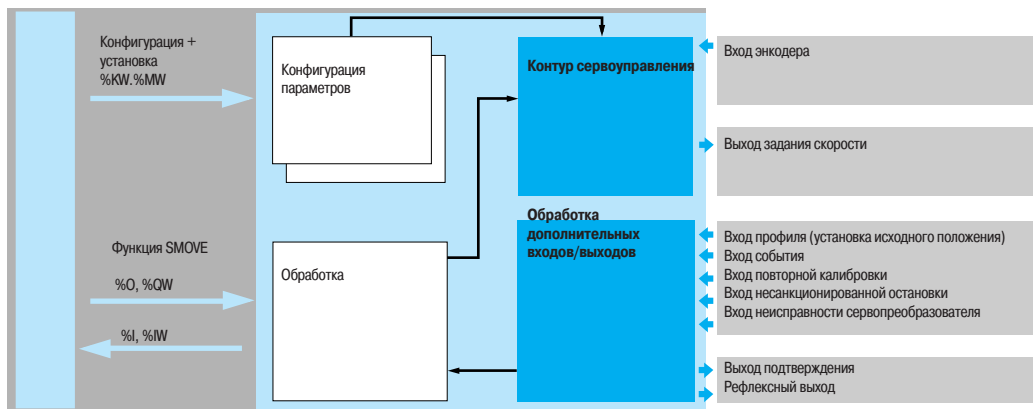 Конфигурация +
установка
%KW.%MW
Конфигурация
параметров
Контур сервоуправления
Вход энкодера
Выход задания скорости
Функция SMOVE
%O, %QW
%I, %IW
Обработка
Обработка
дополнительных
входов/выходов
Вход профиля (установка исходного положения)
Вход события
Вход повторной калибровки
Вход несанкционированной остановки
Вход неисправности сервопреобразователя
Выход подтверждения
Рефлексный выход